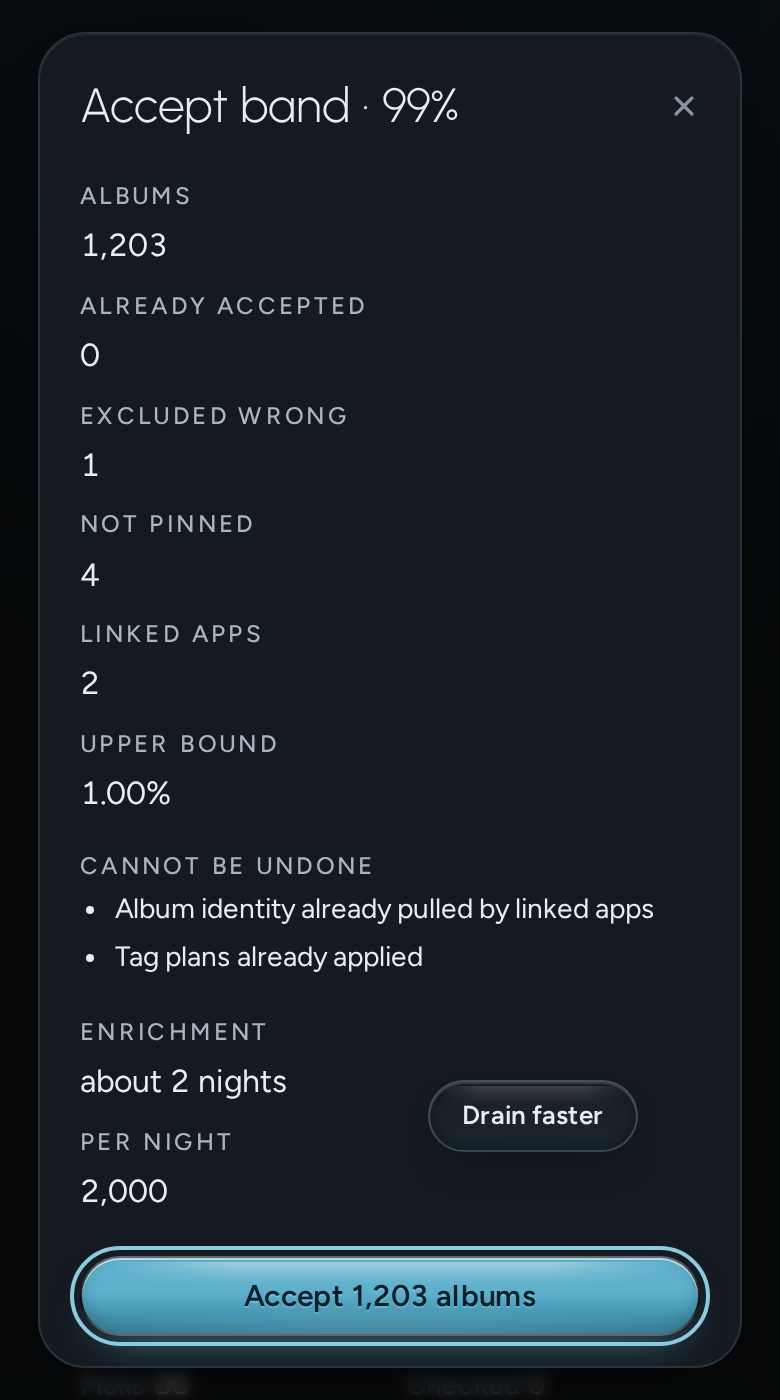 Accept band · 99%
ALBUMS
1,203
ALREADY ACCEPTED
0
EXCLUDED WRONG
1
NOT PINNED
4
LINKED APPS
2
UPPER BOUND
1.00%
CANNOT BE UNDONE
• Album identity already pulled by linked apps
• Tag plans already applied
ENRICHMENT
about 2 nights
Drain faster
PER NIGHT
2,000
Accept 1,203 albums